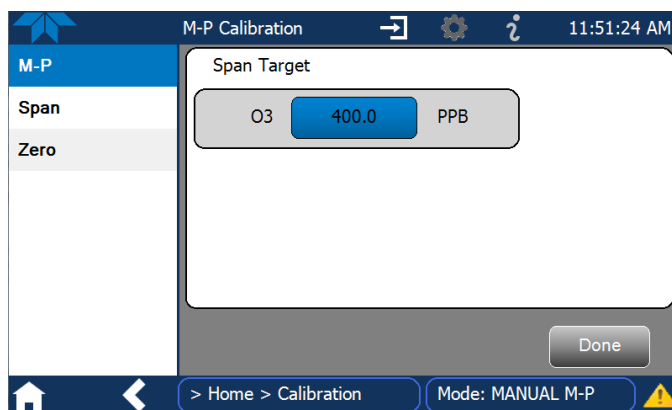 M-P Calibration 11:51:24 AM
M-P
Span
Zero
Span Target
O3 400.0 PPB
Done
> Home > Calibration Mode: MANUAL M-P